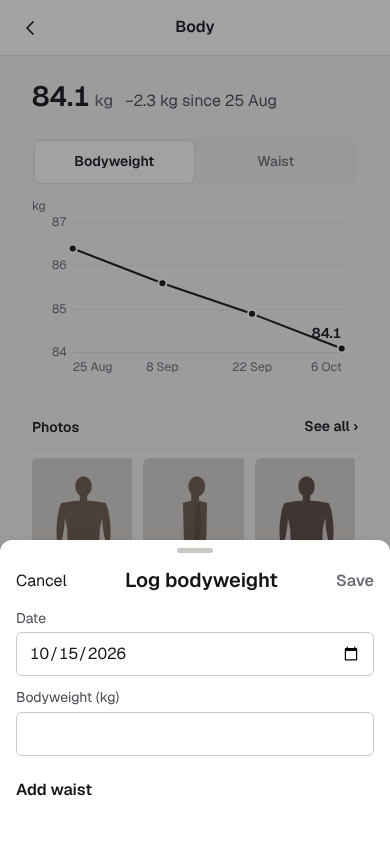 Body
84.1 kg −2.3 kg since 25 Aug
Bodyweight Waist
kg
87
86
85
84.1
84
25 Aug 8 Sep 22 Sep 6 Oct
Photos See all ›
Cancel Log bodyweight Save
Date
10/15/2026
Bodyweight (kg)
Add waist